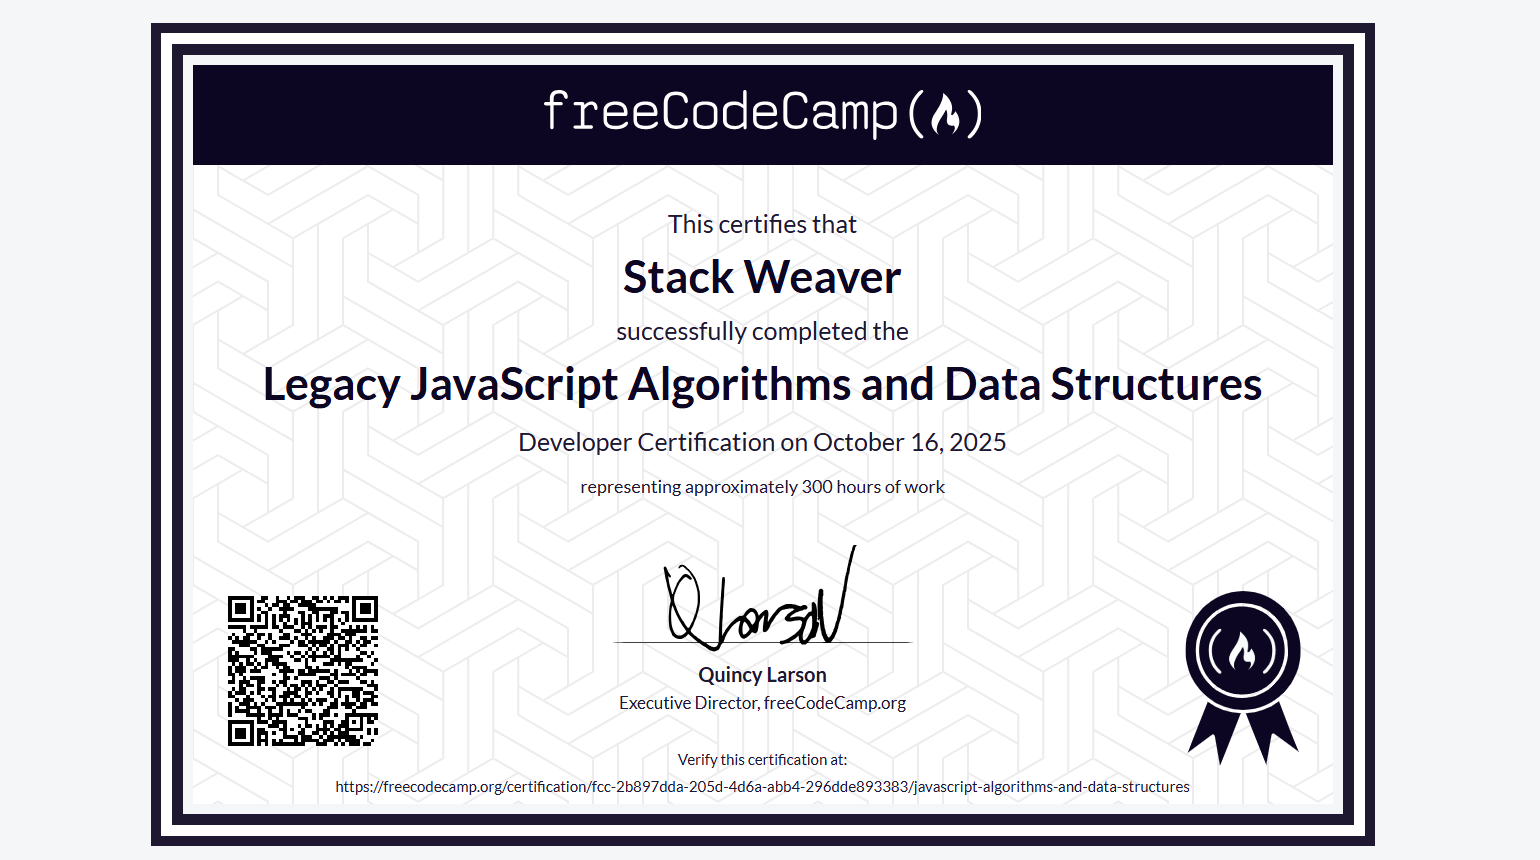 freeCodeCamp
This certifies that
Stack Weaver
successfully completed the
Legacy JavaScript Algorithms and Data Structures
Developer Certification on October 16, 2025
representing approximately 300 hours of work
Q Larson
Quincy Larson
Executive Director, freeCodeCamp.org
Verify this certification at:
https://freecodecamp.org/certification/fcc-2b897dda-205d-4d6a-abb4-296dde893383/javascript-algorithms-and-data-structures